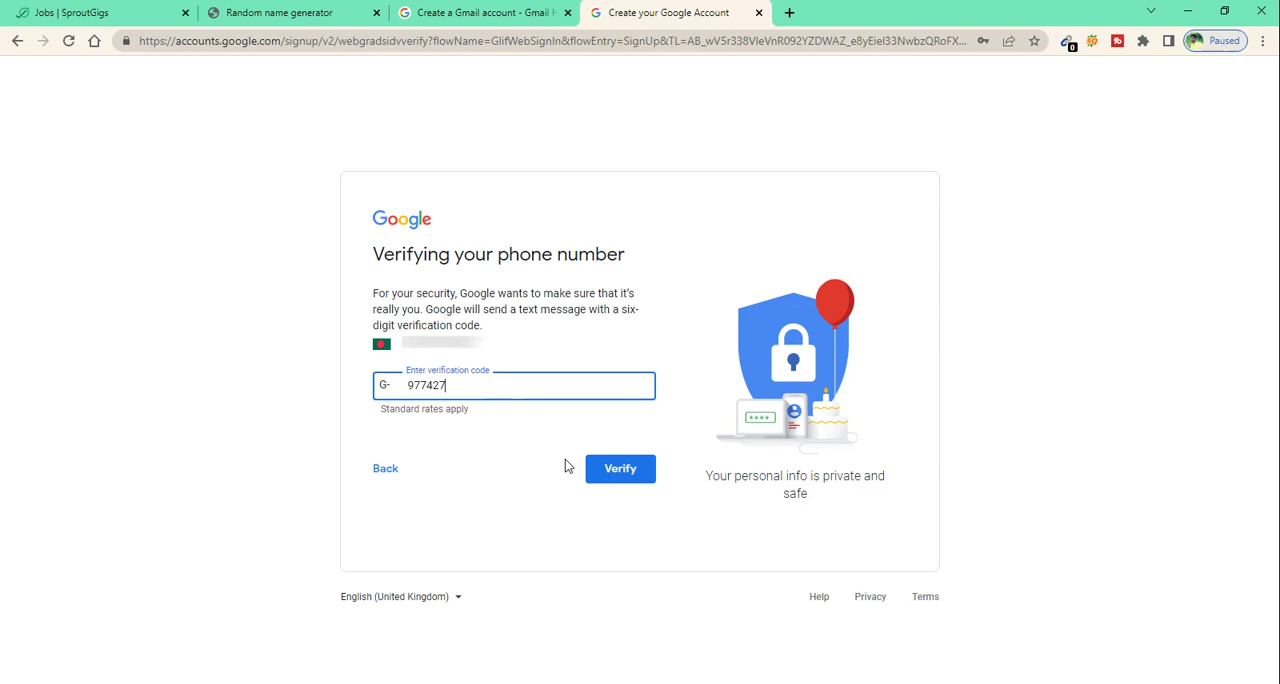 Jobs | SproutGigs
Random name generator
Create a Gmail account - Gmail H
Create your Google Account
https://accounts.google.com/signup/v2/webgradsidvverify?flowName=GlifWebSignIn&flowEntry=SignUp&TL=AB_wV5r338VIeVnR092YZDWAZ_e8yEiel33NwbzQRoFX...
0
Paused
Google
Verifying your phone number
For your security, Google wants to make sure that it's
really you. Google will send a text message with a six-
digit verification code.
Enter verification code
G- 977427
Standard rates apply
Back
Verify
****
Your personal info is private and
safe
English (United Kingdom)
Help
Privacy
Terms